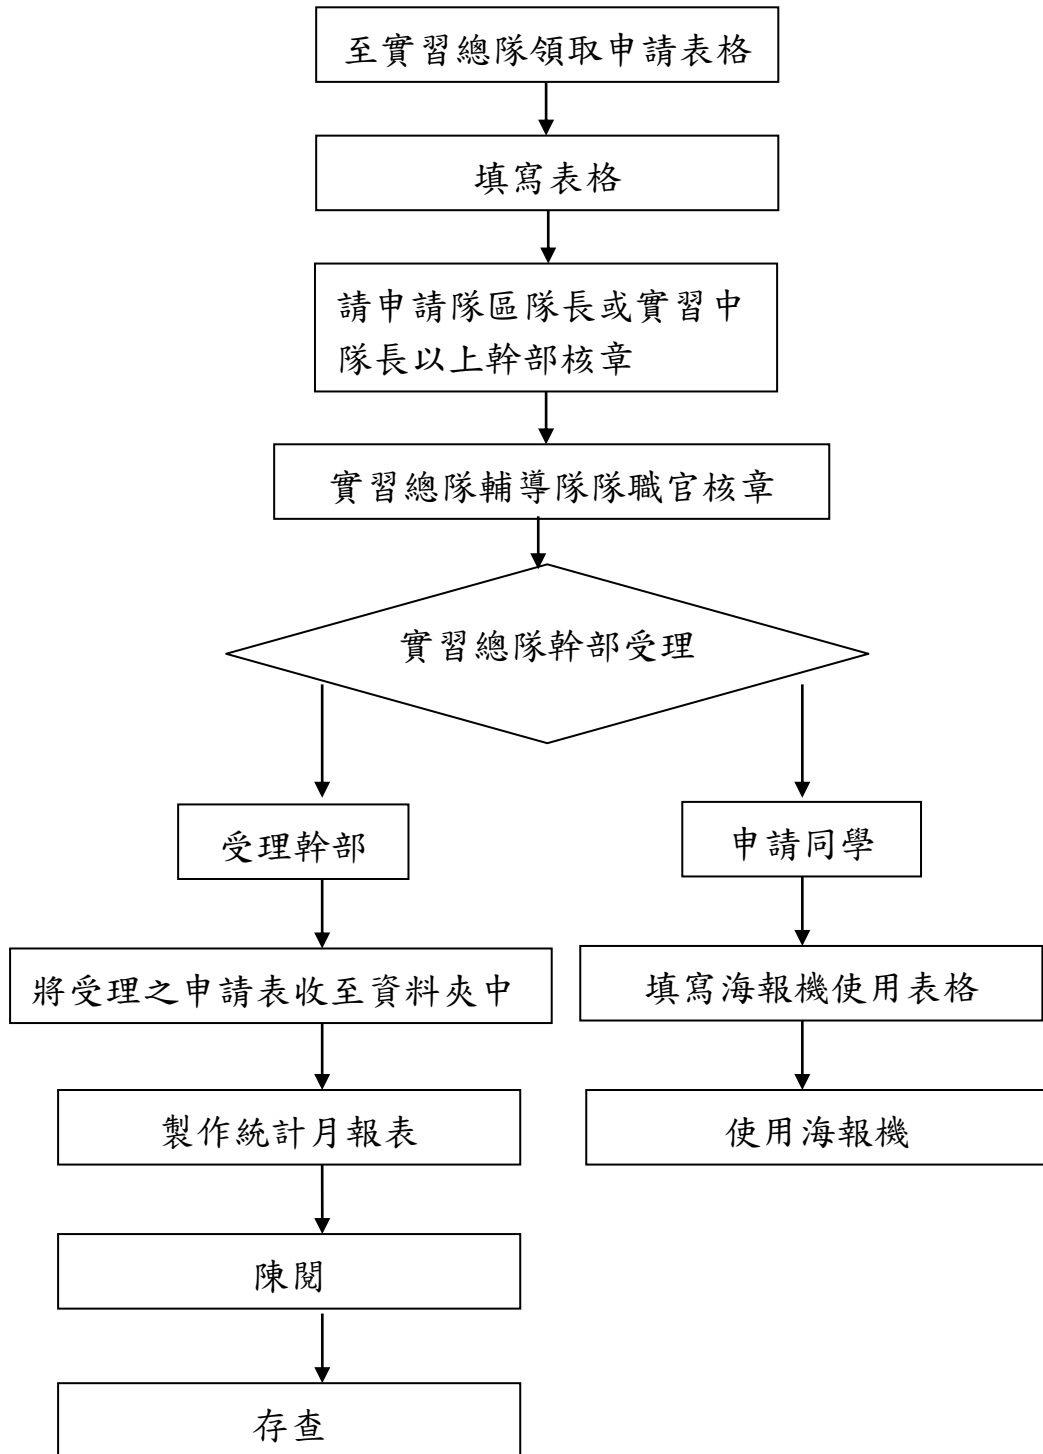 至實習總隊領取申請表格
填寫表格
請申請隊區隊長或實習中
隊長以上幹部核章
實習總隊輔導隊隊職官核章
實習總隊幹部受理
受理幹部
申請同學
將受理之申請表收至資料夾中
填寫海報機使用表格
製作統計月報表
使用海報機
陳閱
存查